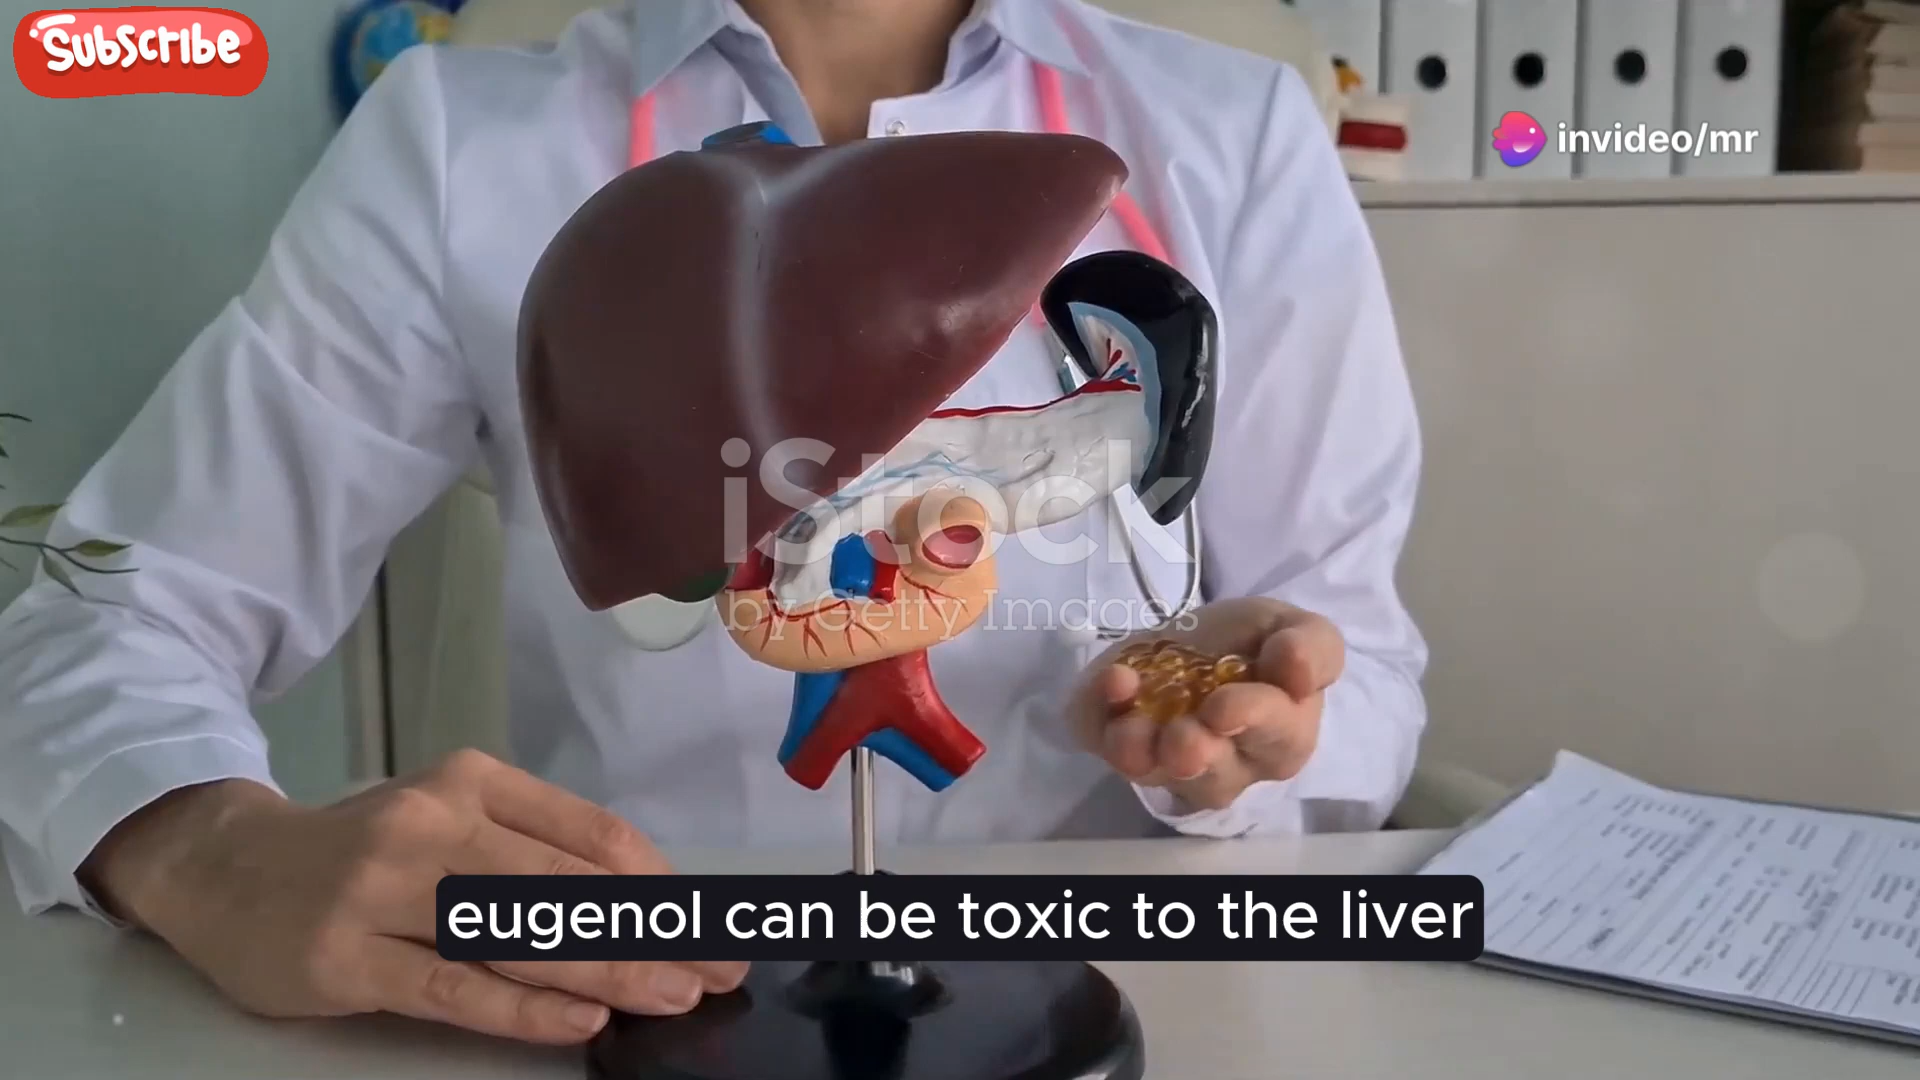 Subscribe
invideo/mr
iStock
by Getty Images
eugenol can be toxic to the liver